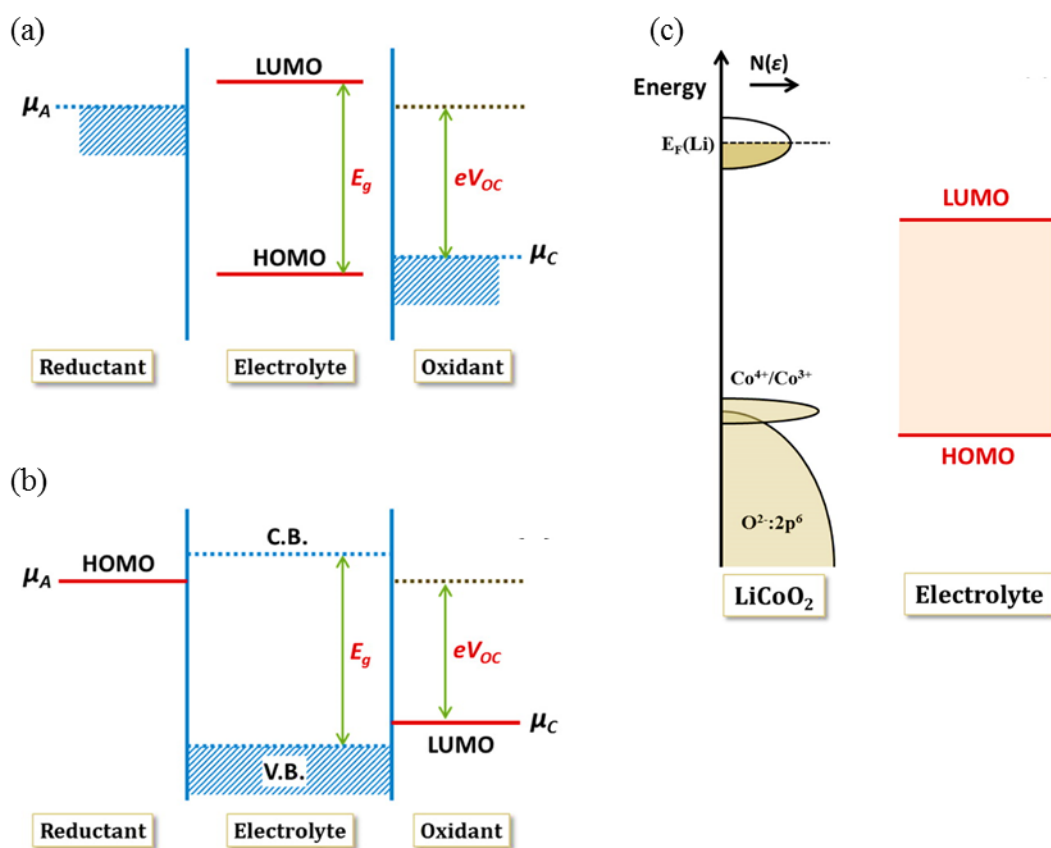 (a)
LUMO
μA
Eg
eVOC
HOMO
μC
Reductant
Electrolyte
Oxidant
(b)
C.B.
HOMO
μA
Eg
eVOC
μC
LUMO
V.B.
Reductant
Electrolyte
Oxidant
(c)
N(ε)
Energy
EF(Li)
LUMO
Co⁴⁺/Co³⁺
HOMO
O²⁻:2p⁶
LiCoO₂
Electrolyte